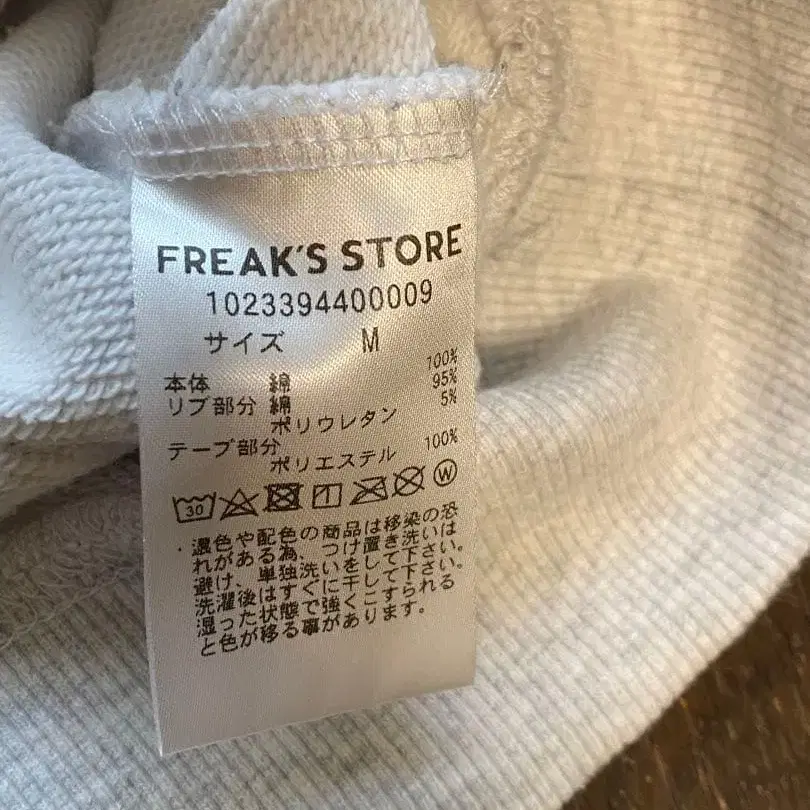 FREAK'S STORE
1023394400009
サイズ M
本体 綿 100%
リブ部分 綿 95%
ポリウレタン 5%
テープ部分
ポリエステル 100%
30 W
・濃色や配色の商品は移染の恐
れがある為、つけ置き洗いは
避け、単独洗いをして下さい。
洗濯後はすぐに干して下さい。
湿った状態で強くこすられる
と色が移る事があります。